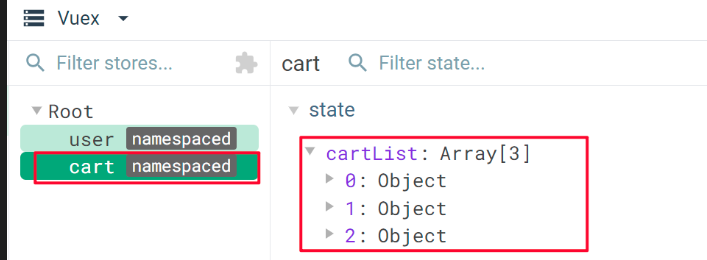 Vuex
Filter stores...
cart
Filter state...
Root
user namespaced
cart namespaced
state
cartList: Array[3]
0: Object
1: Object
2: Object